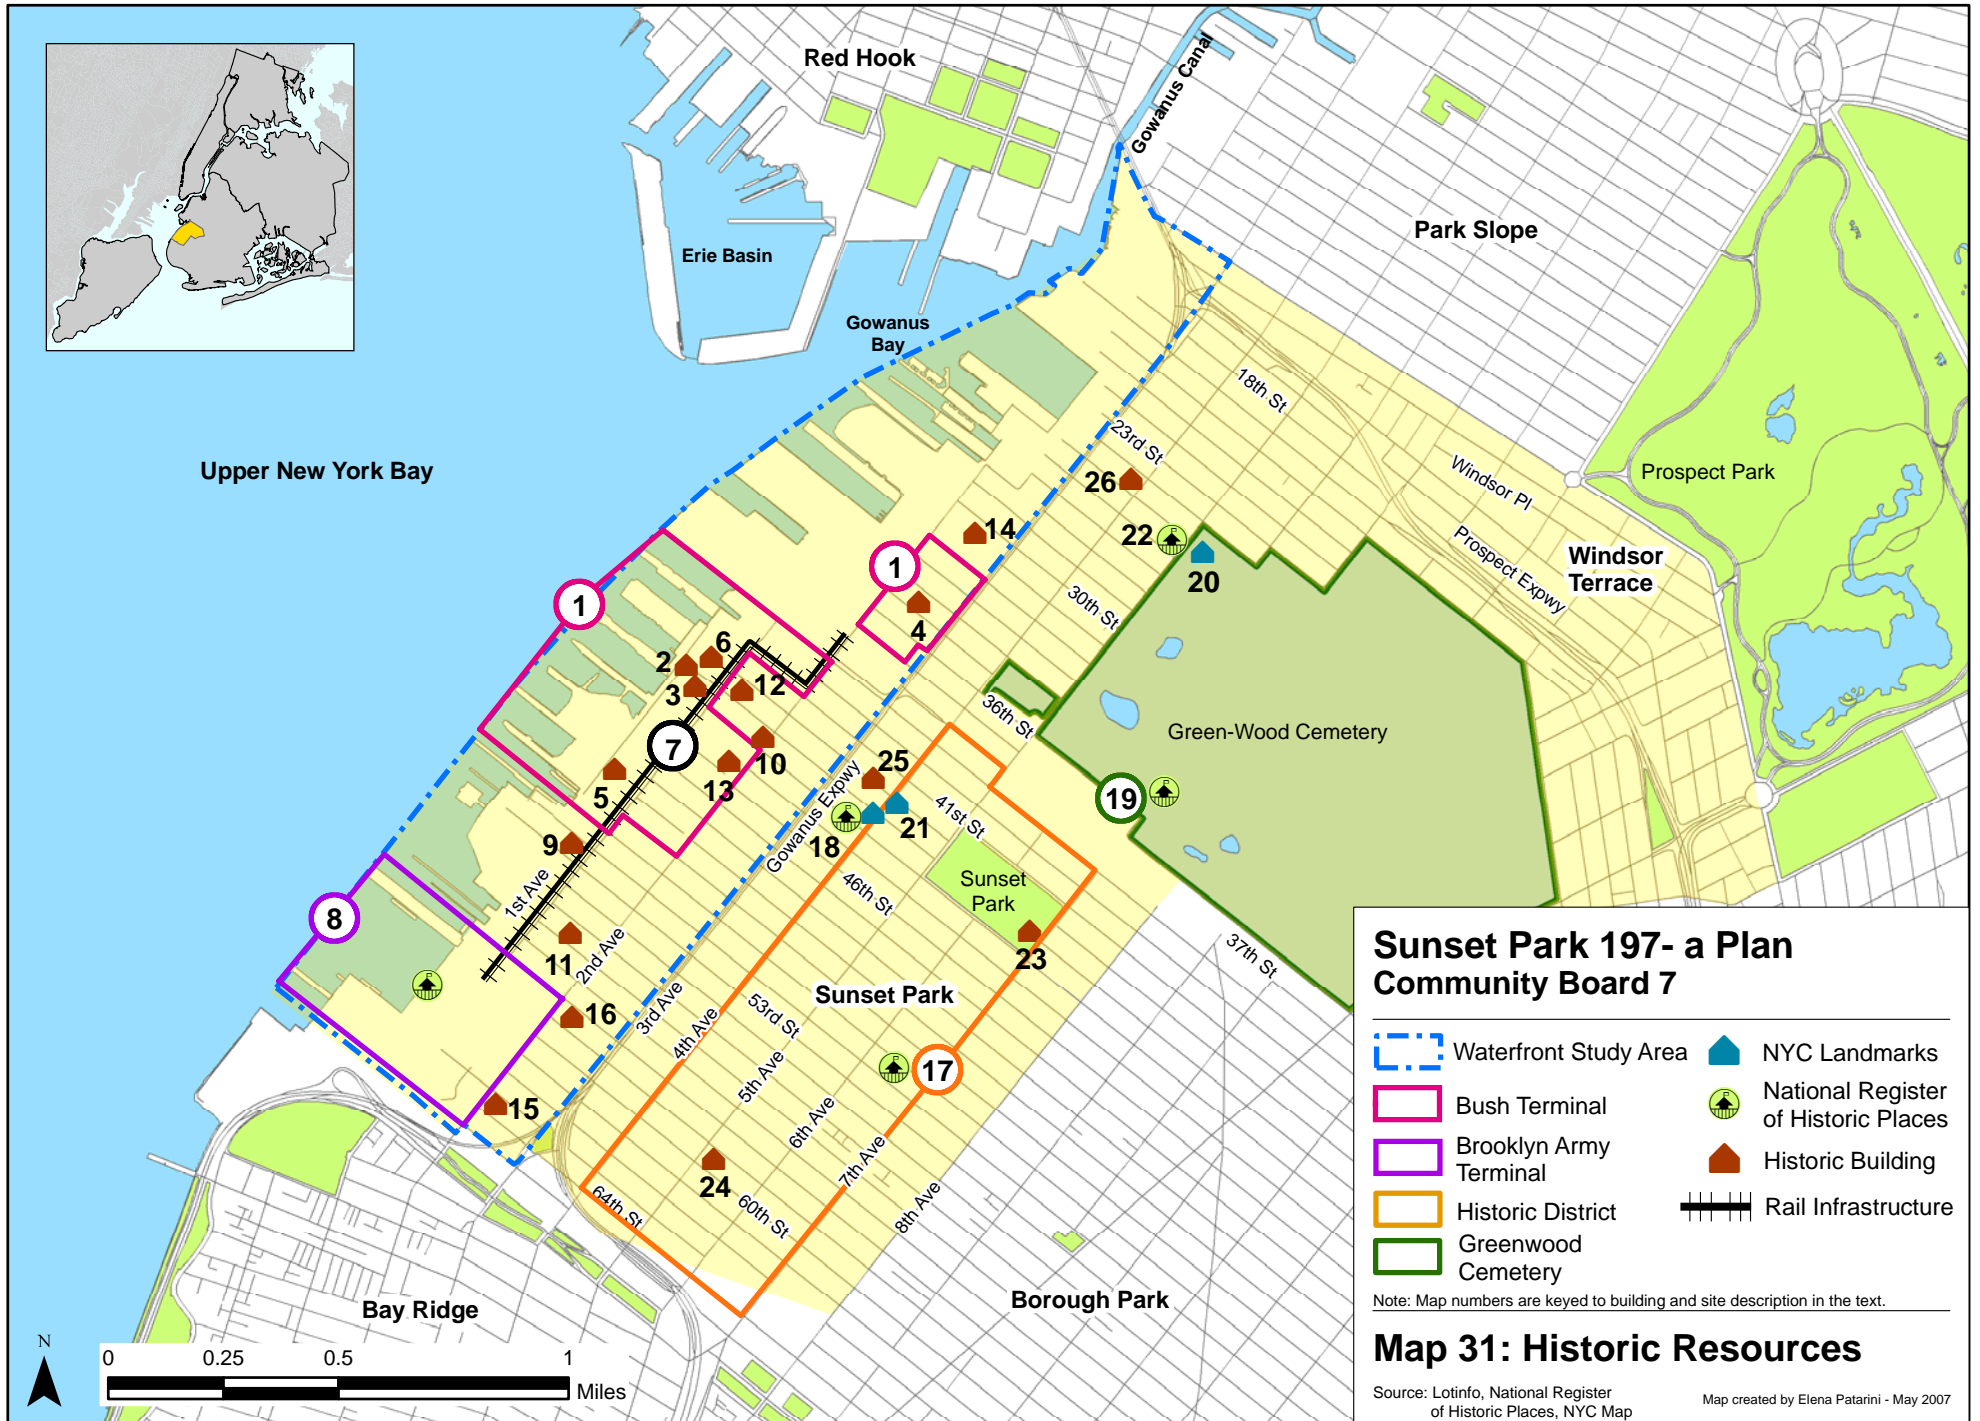 Red Hook
Gowanus Canal
Erie Basin
Park Slope
Gowanus
Bay
18th St
Upper New York Bay
23rd St
Windsor Pl
Prospect Park
26
14
22
Prospect Expwy
Windsor
Terrace
1
1
20
30th St
4
6
2
3
12
36th St
Green-Wood Cemetery
7
10
25
13
5
Gowanus Expwy
19
41st St
21
18
9
1st Ave
46th St
Sunset
Park
8
11
2nd Ave
23
37th St
Sunset Park
16
3rd Ave
4th Ave
53rd St
5th Ave
17
15
6th Ave
7th Ave
24
64th St
60th St
8th Ave
Bay Ridge
Borough Park
N
0
0.25
0.5
1
Miles
Sunset Park 197- a Plan
Community Board 7
Waterfront Study Area
NYC Landmarks
Bush Terminal
National Register
of Historic Places
Brooklyn Army
Terminal
Historic Building
Historic District
Rail Infrastructure
Greenwood
Cemetery
Note: Map numbers are keyed to building and site description in the text.
Map 31: Historic Resources
Source: Lotinfo, National Register
of Historic Places, NYC Map
Map created by Elena Patarini - May 2007